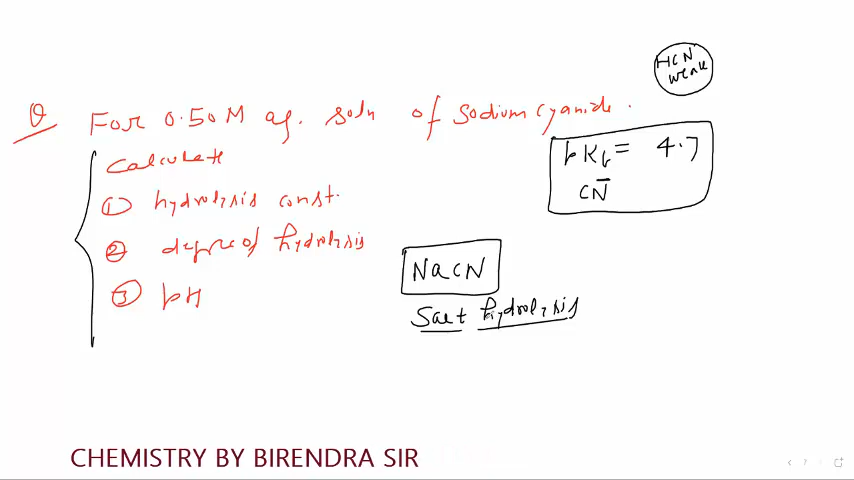 HCN
weak
Q For 0.50M aq. soln of Sodium cyanide.
Calculate
① hydrolysis const.
② degree of hydrolysis
③ pH
pKb = 4.7
CN⁻
NaCN
Salt hydrolysis
CHEMISTRY BY BIRENDRA SIR